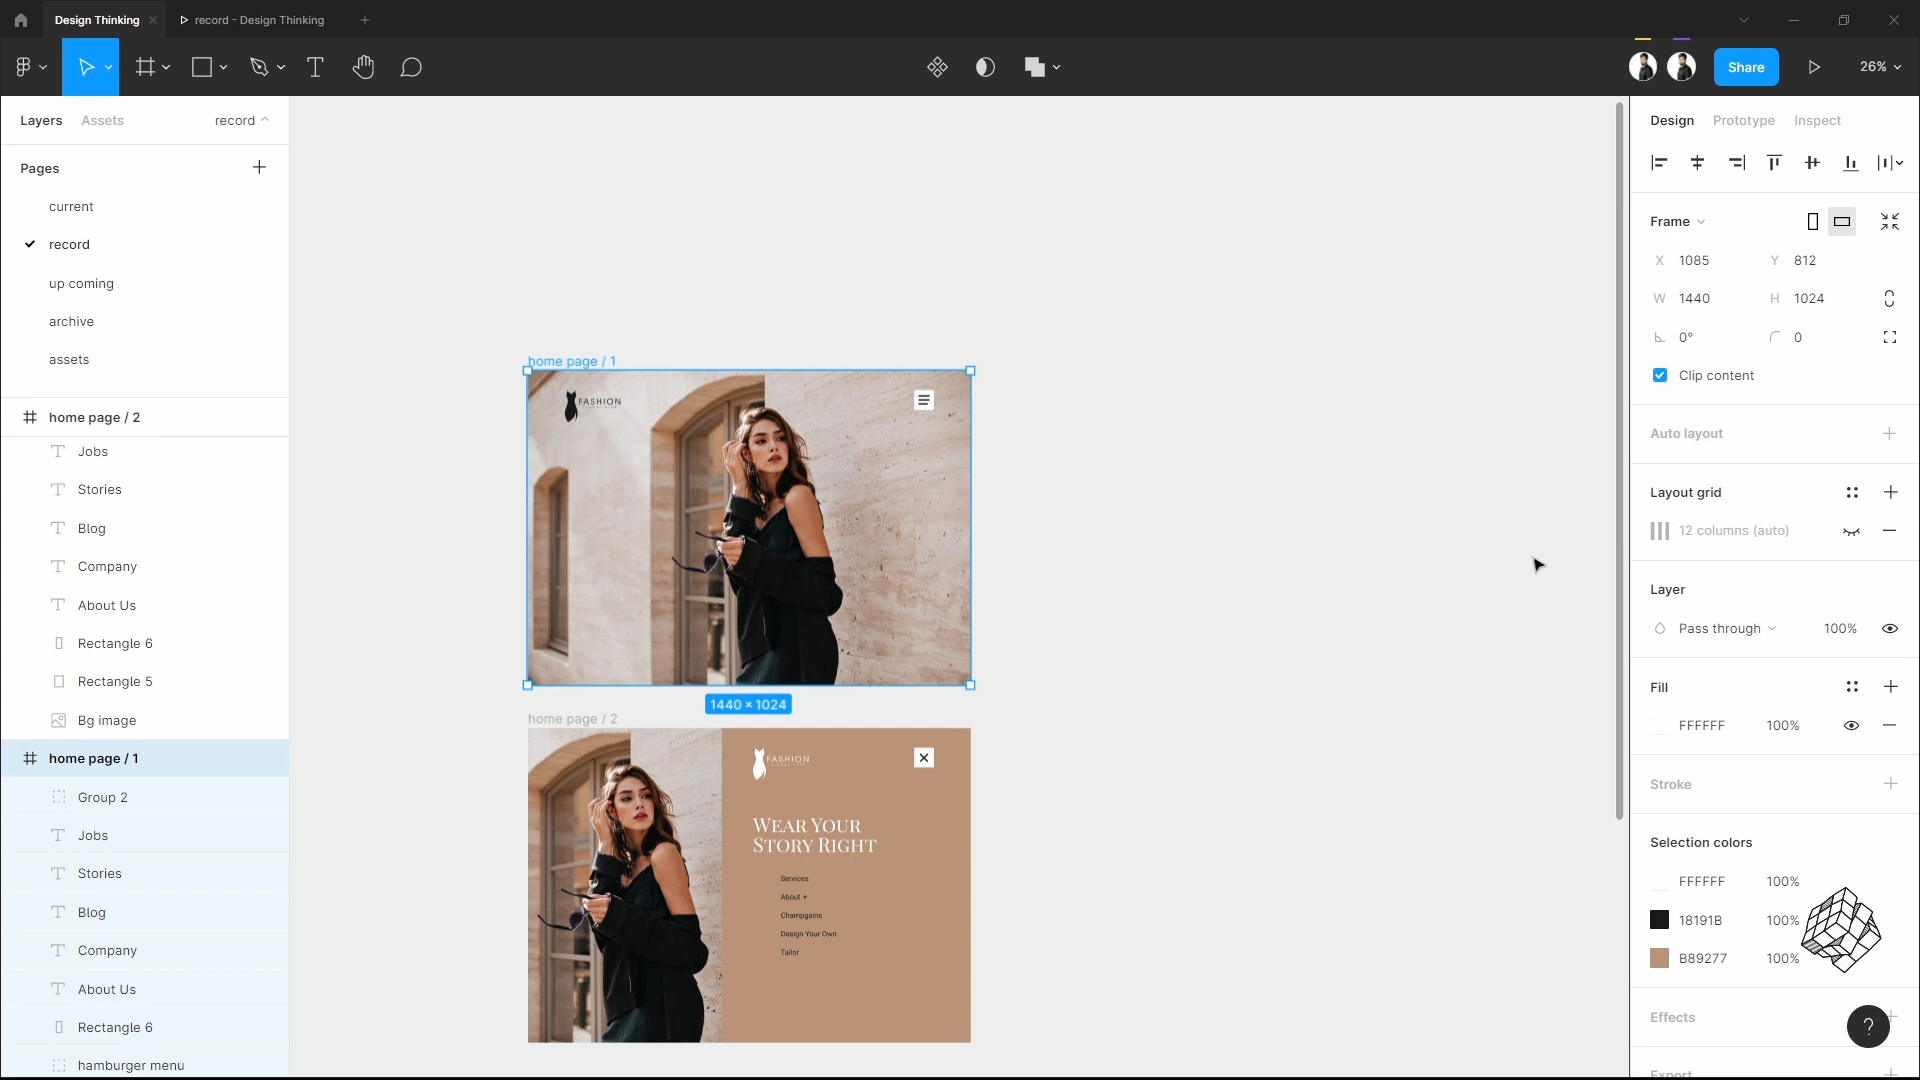 Design Thinking
record - Design Thinking
Share
26%
Layers
Assets
record
Pages
current
record
up coming
archive
assets
home page / 2
Jobs
Stories
Blog
Company
About Us
Rectangle 6
Rectangle 5
Bg image
home page / 1
Group 2
Jobs
Stories
Blog
Company
About Us
Rectangle 6
hamburger menu
home page / 1
FASHION
1440 × 1024
home page / 2
FASHION
WEAR YOUR
STORY RIGHT
Services
About +
Champgains
Design Your Own
Tailor
Design
Prototype
Inspect
Frame
X 1085
Y 812
W 1440
H 1024
0°
0
Clip content
Auto layout
Layout grid
12 columns (auto)
Layer
Pass through
100%
Fill
FFFFFF
100%
Stroke
Selection colors
FFFFFF
100%
18191B
100%
B89277
100%
Effects
?
Export